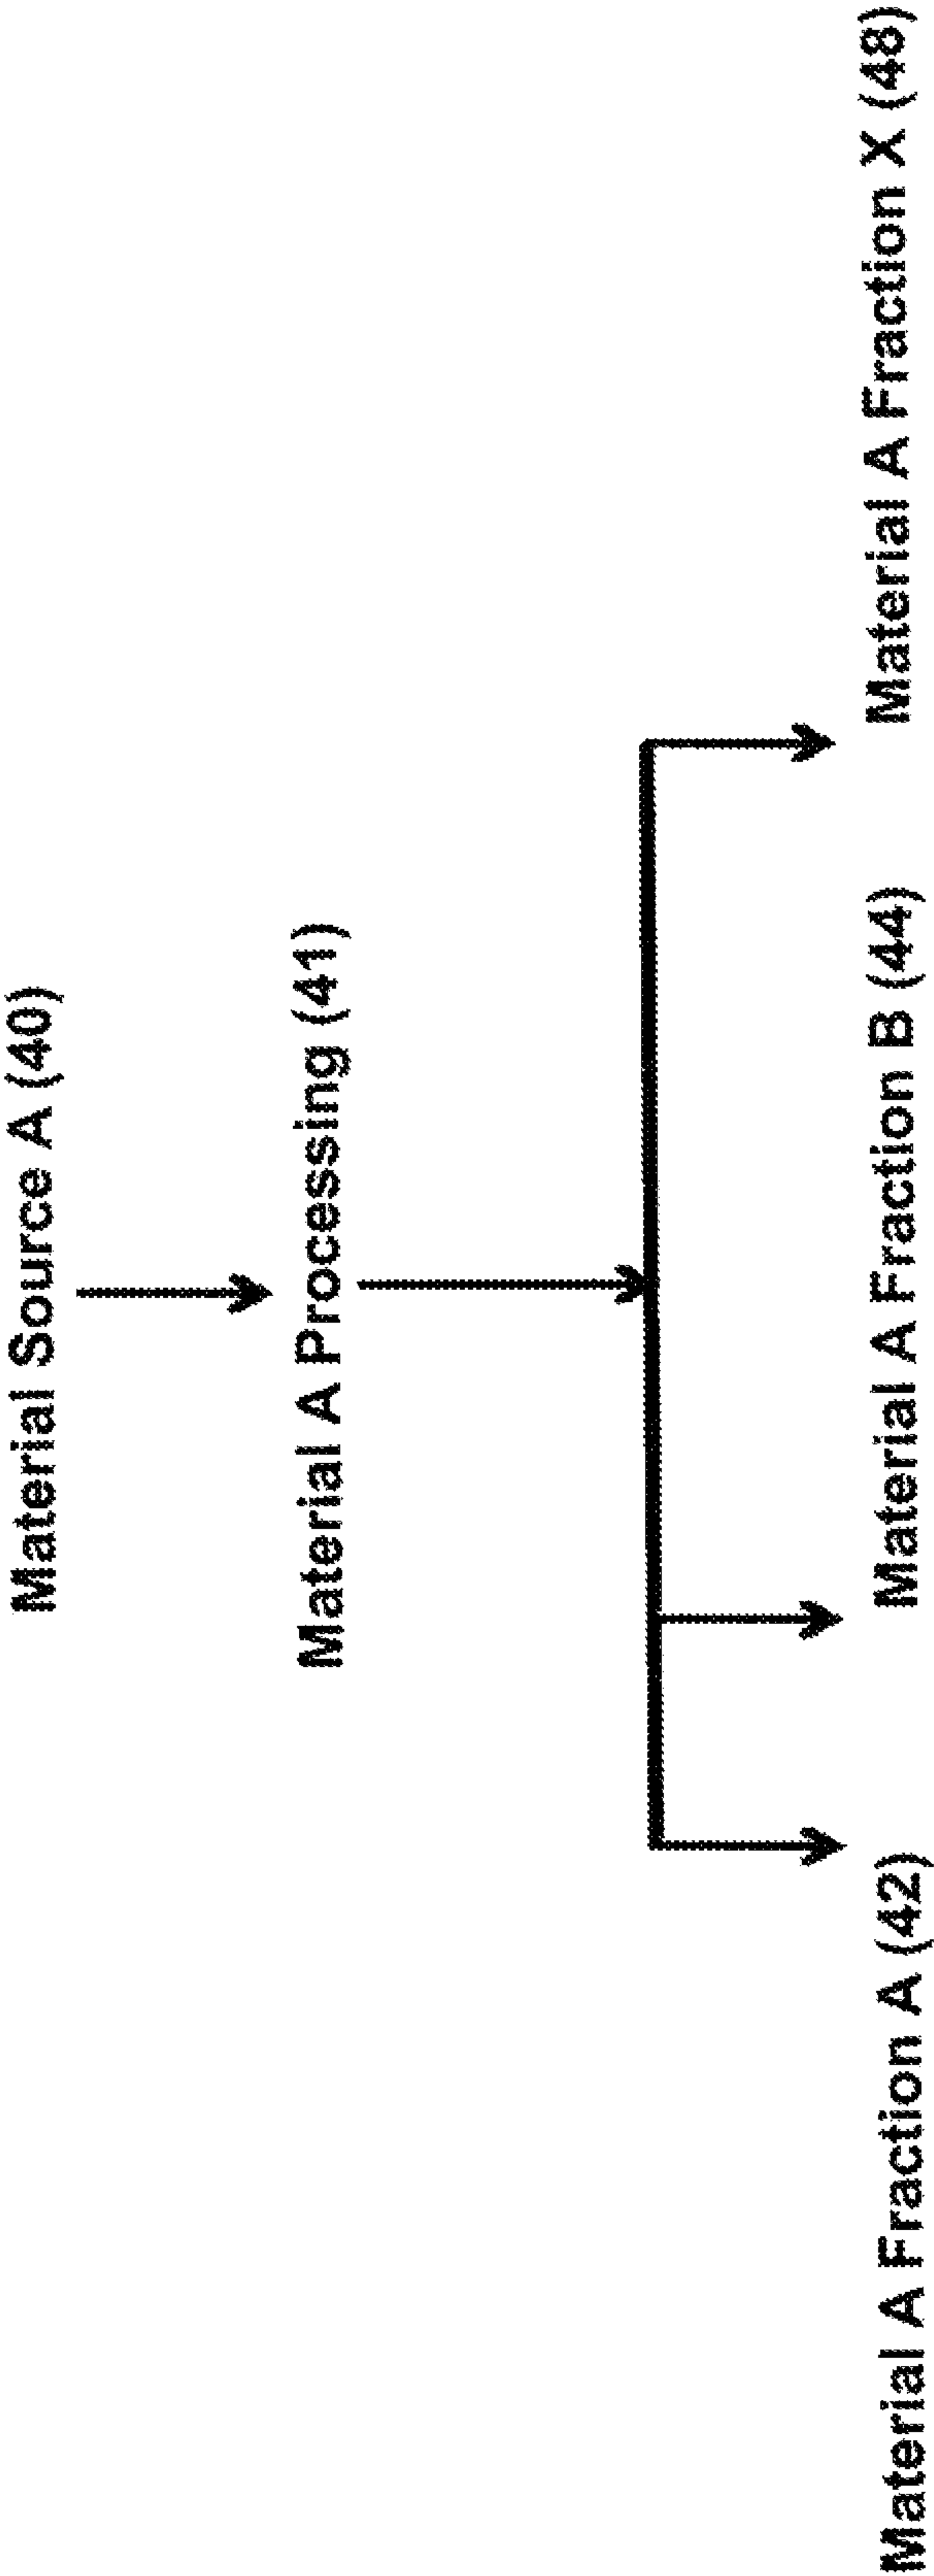 Material Source A (40)
Material A Processing (41)
Material A Fraction A (42)
Material A Fraction B (44)
Material A Fraction X (48)